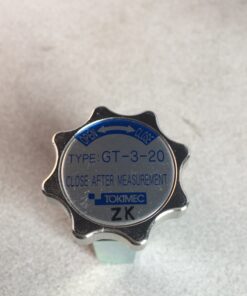 OPEN CLOSE
TYPE: GT-3-20
CLOSE AFTER MEASUREMENT
TOKIMEC
ZK